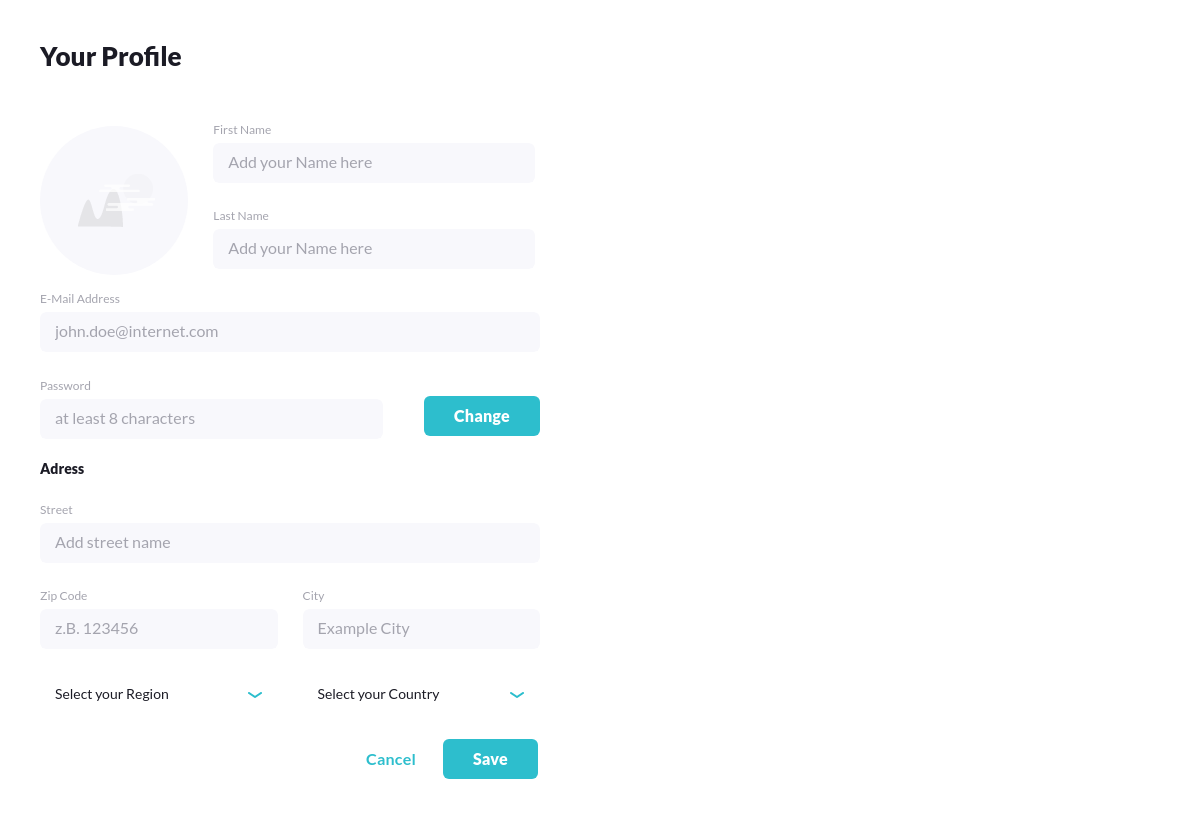 Your Profile
First Name
Add your Name here
Last Name
Add your Name here
E-Mail Address
john.doe@internet.com
Password
at least 8 characters
Change
Adress
Street
Add street name
Zip Code
City
z.B. 123456
Example City
Select your Region
Select your Country
Cancel
Save